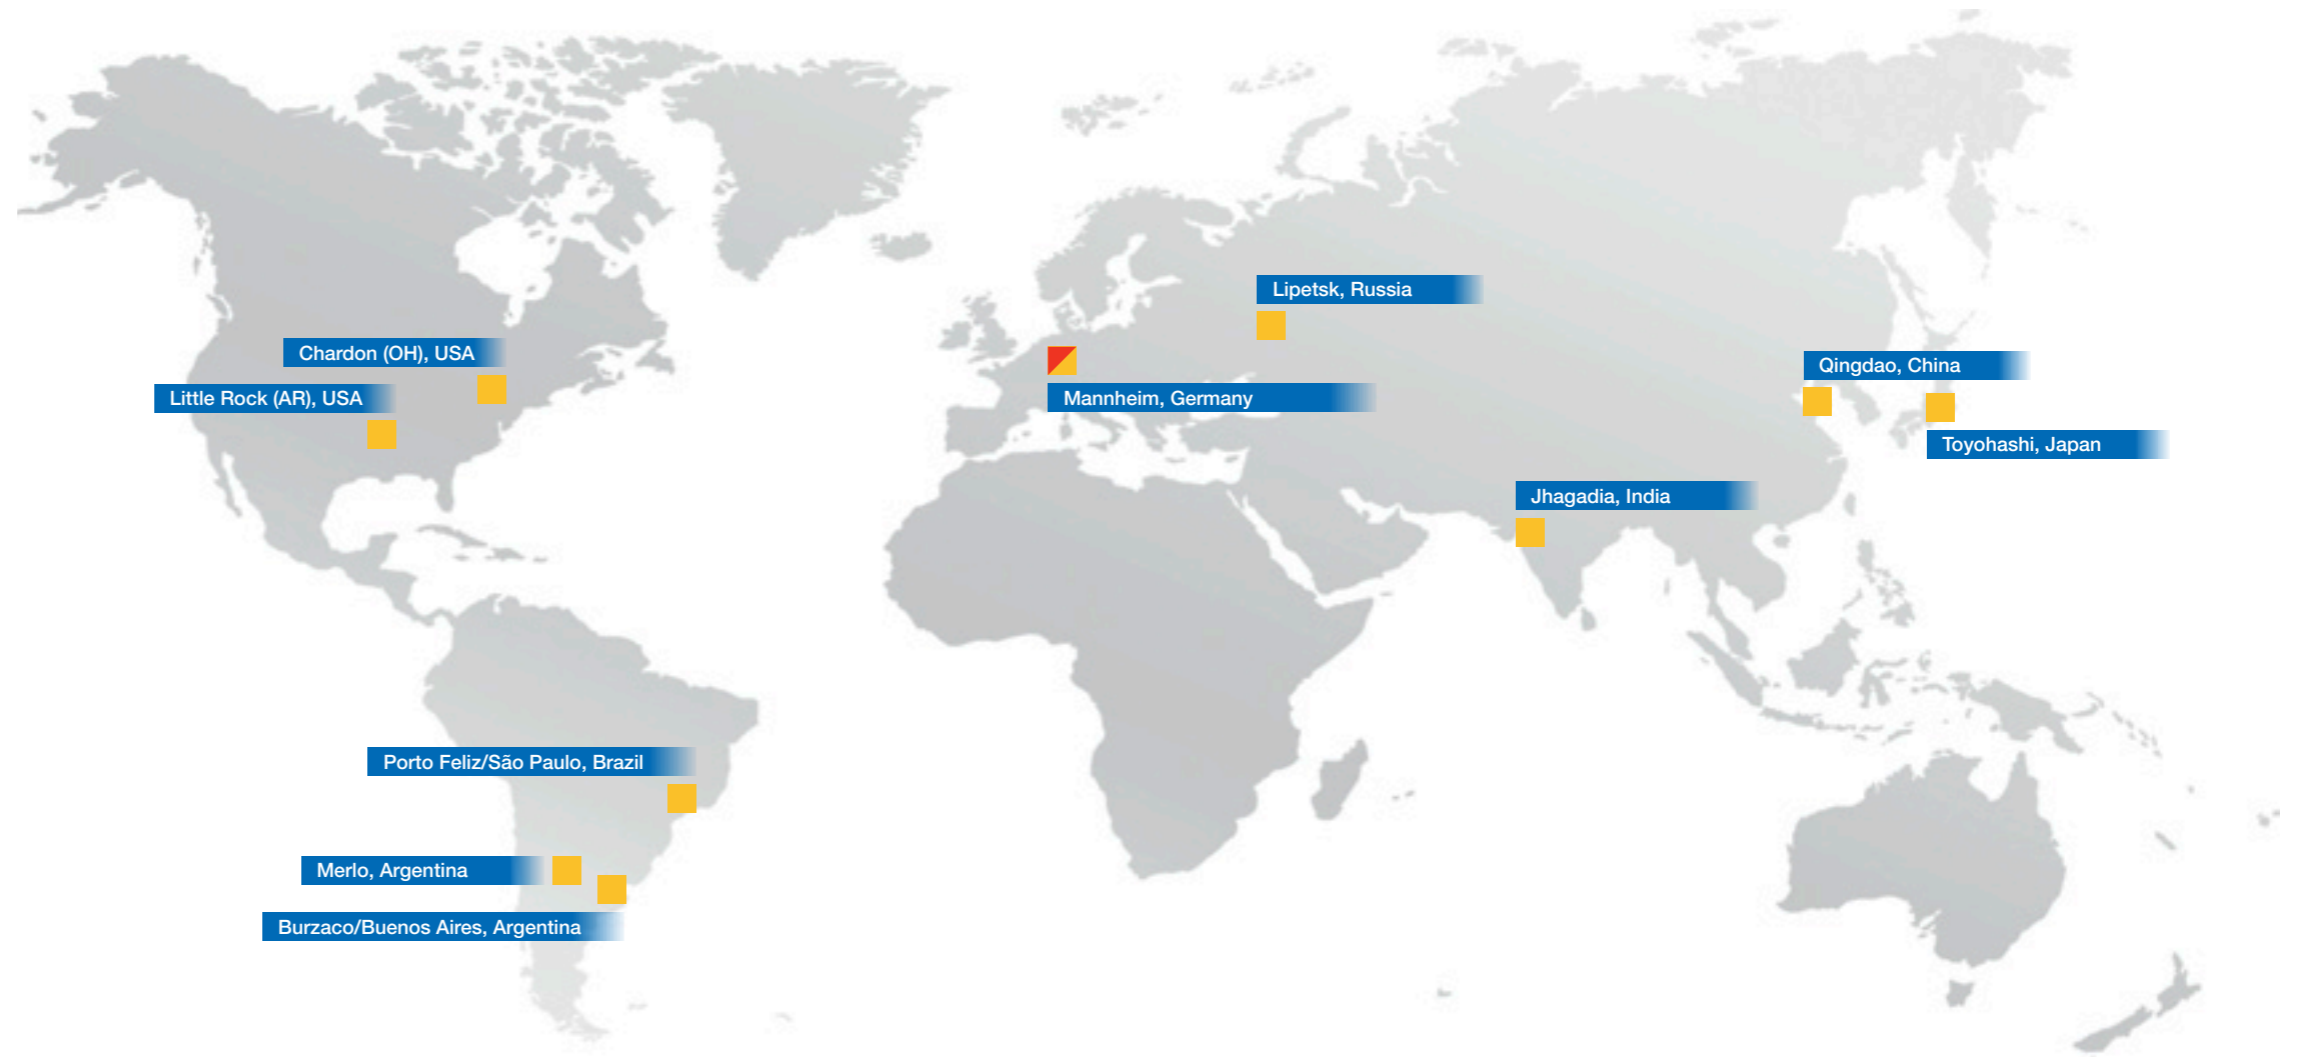 Lipetsk, Russia
Chardon (OH), USA
Qingdao, China
Little Rock (AR), USA
Mannheim, Germany
Toyohashi, Japan
Jhagadia, India
Porto Feliz/São Paulo, Brazil
Merlo, Argentina
Burzaco/Buenos Aires, Argentina